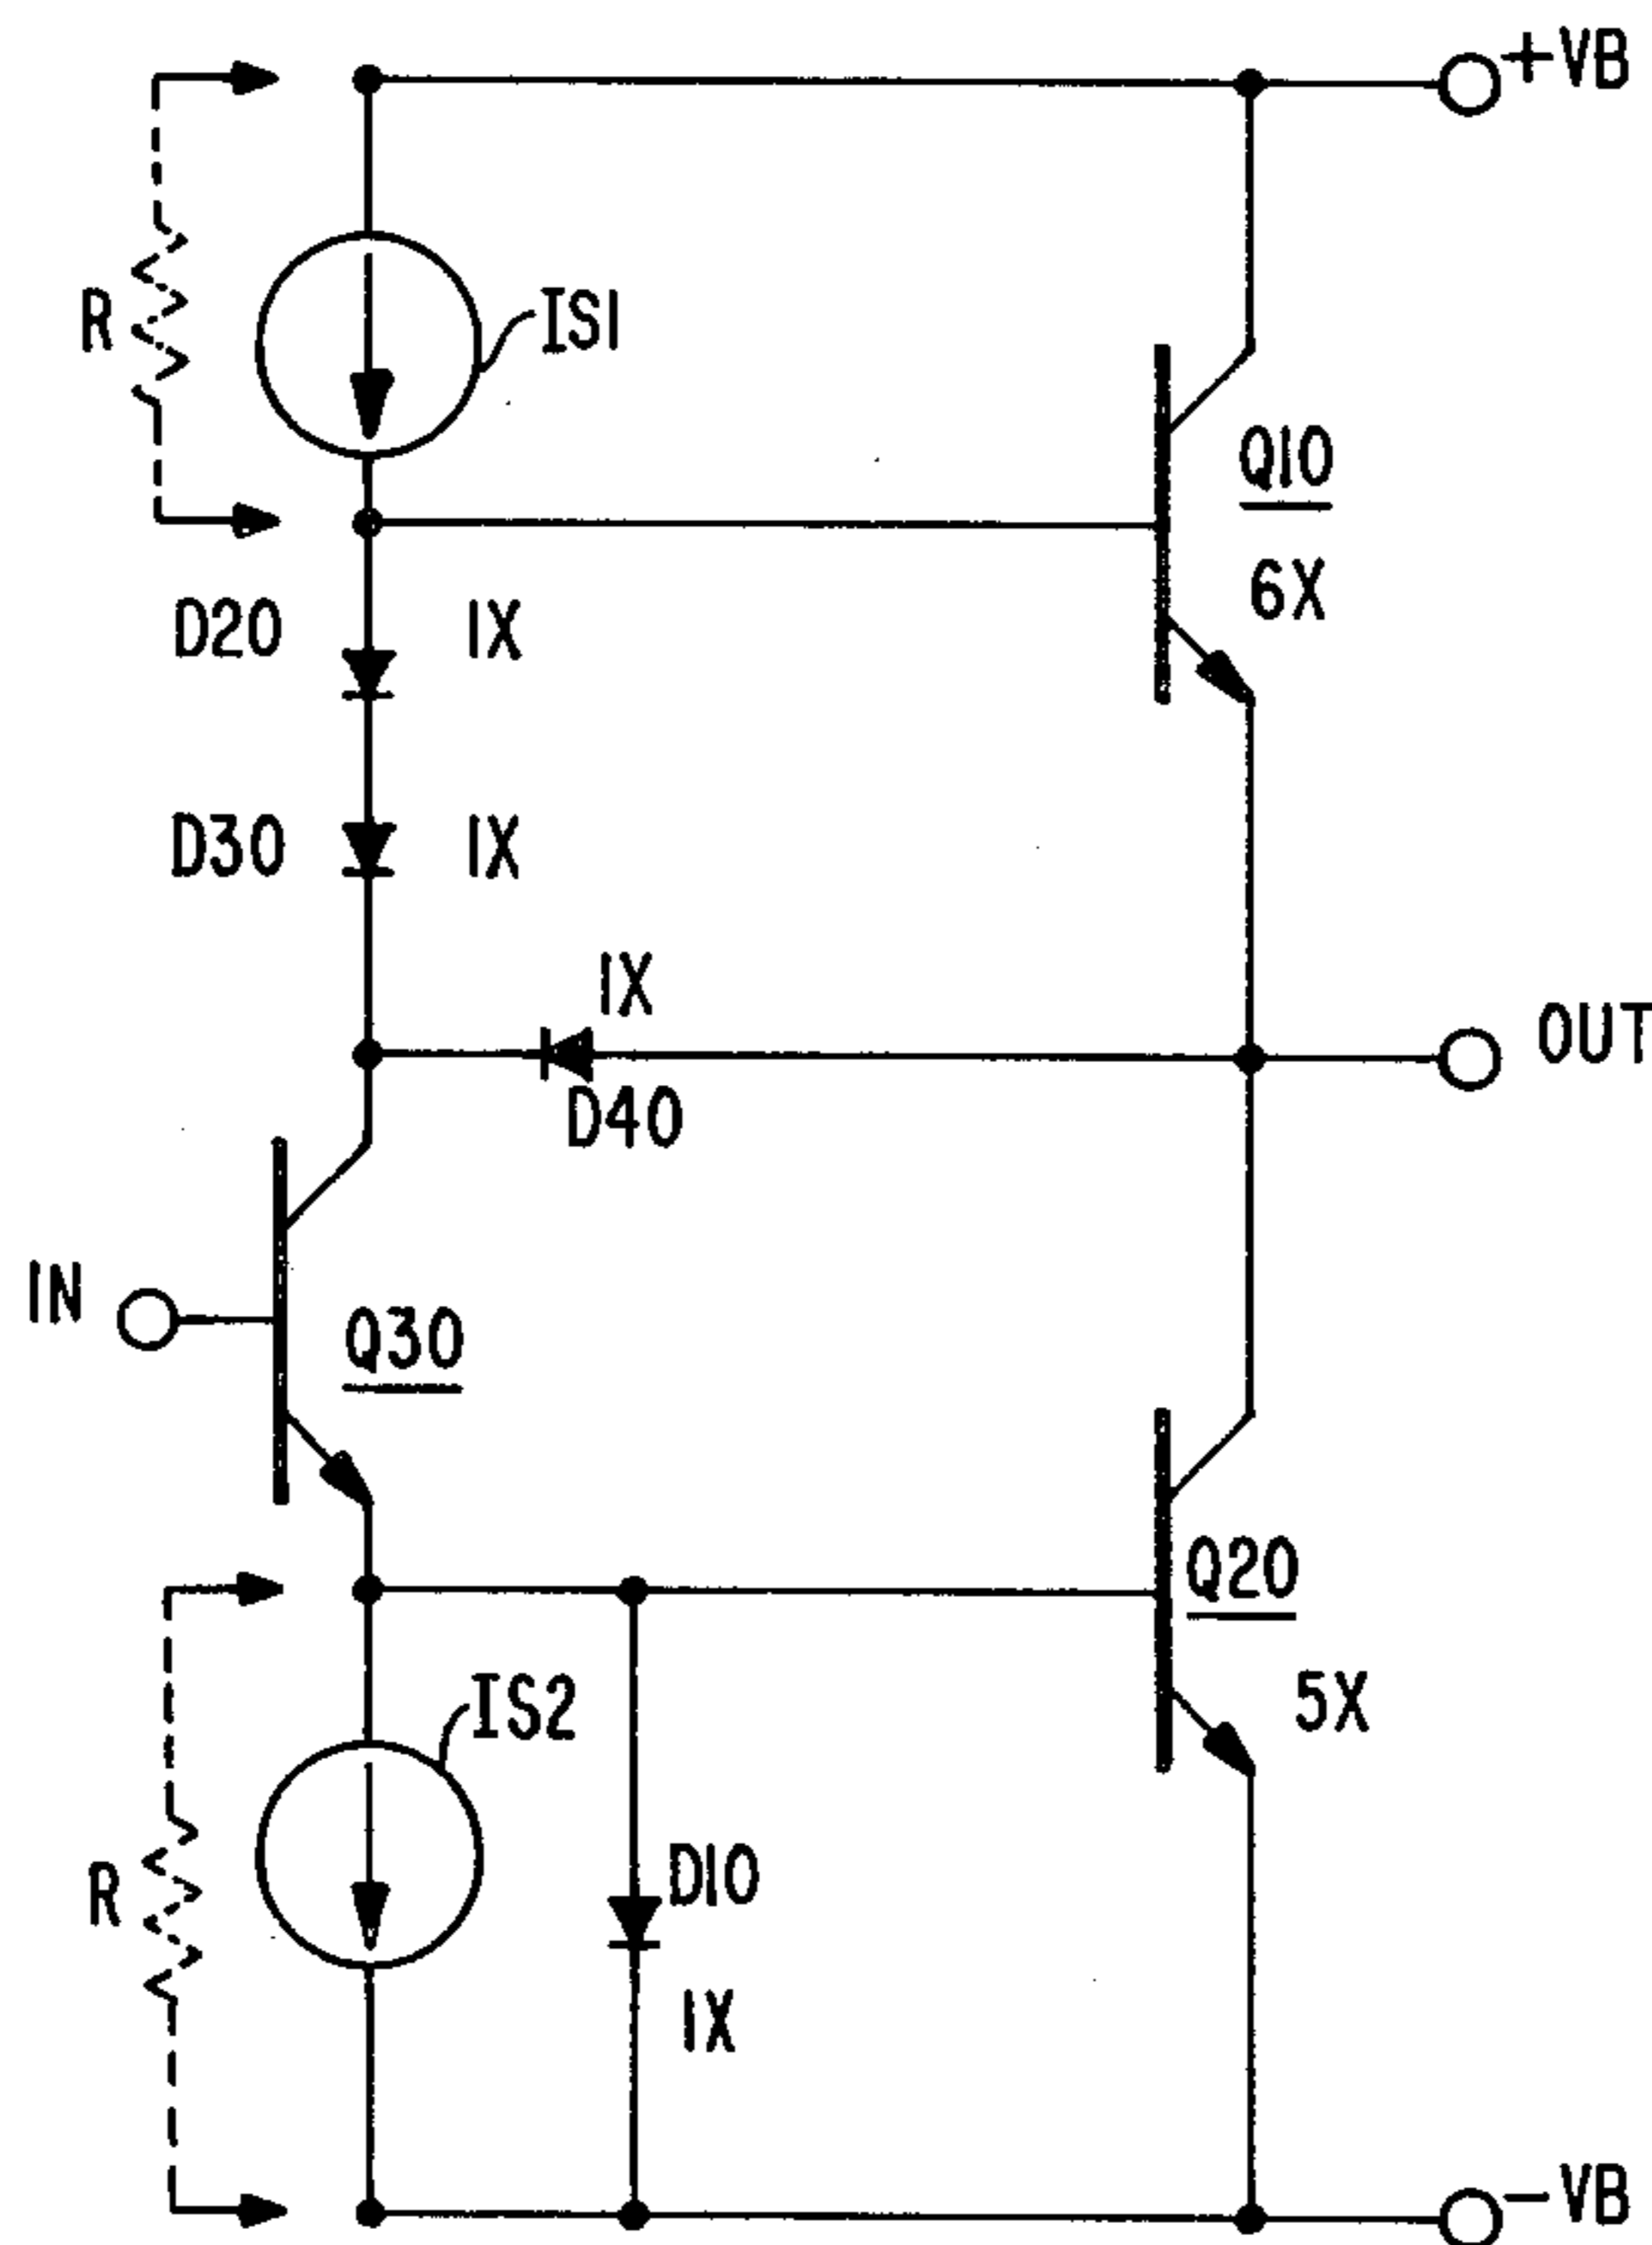 +VB
R
IS1
Q10
6X
D20
1X
D30
1X
1X
OUT
D40
IN
Q30
Q20
IS2
5X
R
D10
1X
-VB